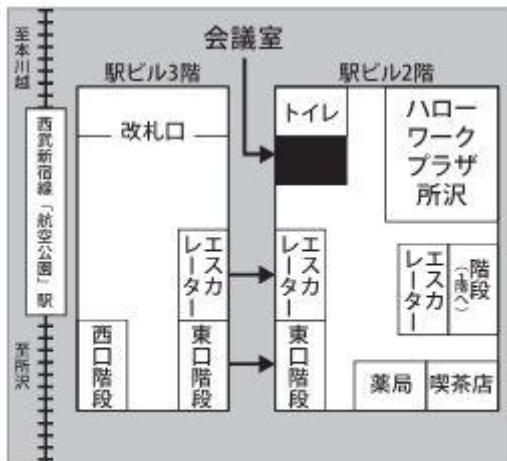 会議室
駅ビル3階
駅ビル2階
至本川越
西武新宿線「航空公園」駅
至所沢
改札口
エスカレーター
西口階段
東口階段
トイレ
ハロー
ワーク
プラザ
所沢
エスカレーター
東口階段
エスカレーター
階段
(1階へ)
薬局
喫茶店